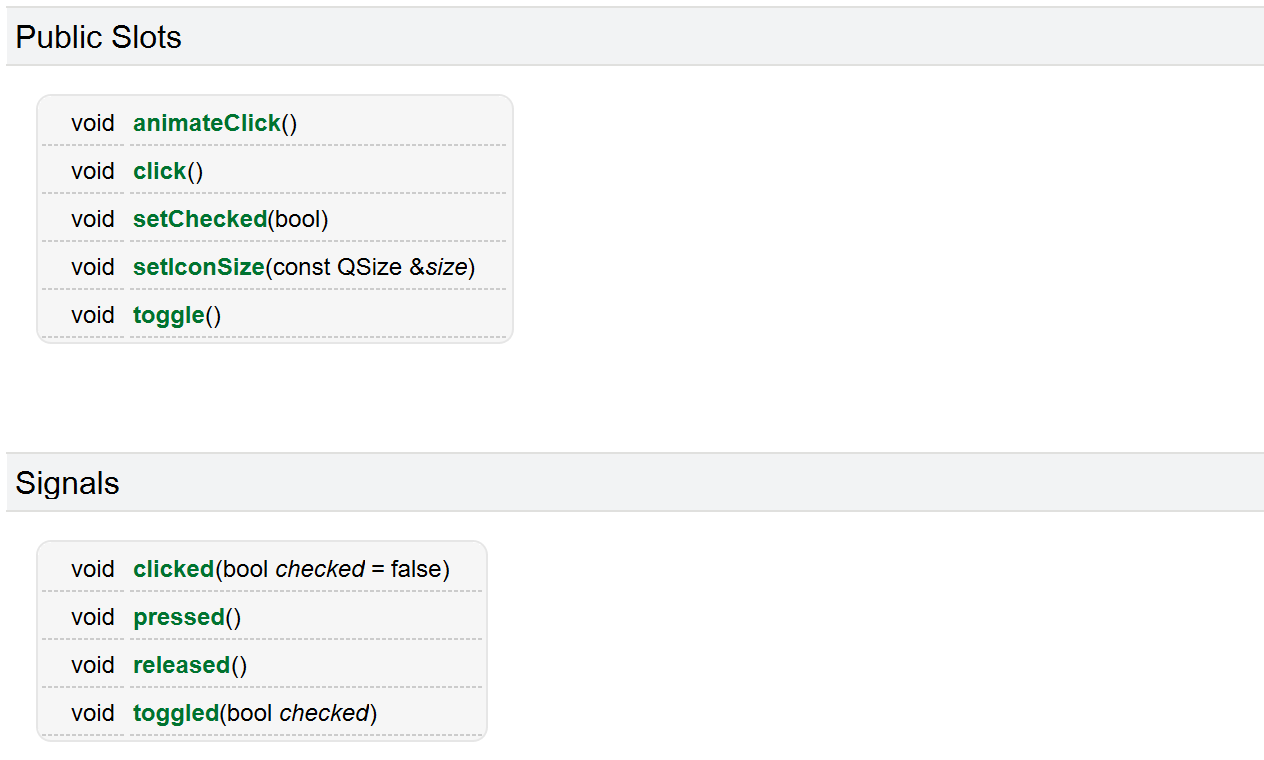 Public Slots
void animateClick()
void click()
void setChecked(bool)
void setIconSize(const QSize &size)
void toggle()
Signals
void clicked(bool checked = false)
void pressed()
void released()
void toggled(bool checked)